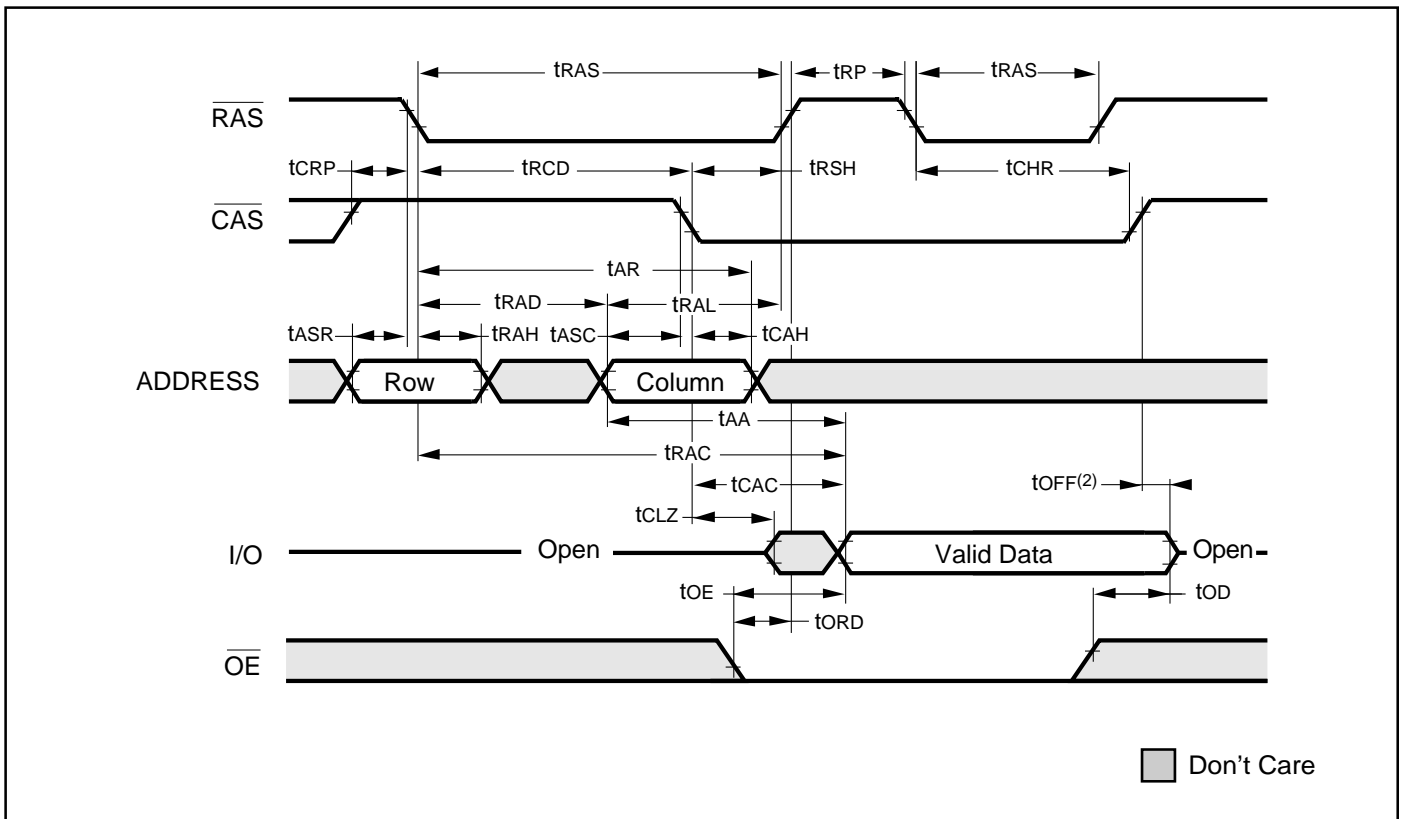 tRAS tRP tRAS
RAS
tCRP tRCD tRSH tCHR
CAS
tAR
tRAD tRAL
tASR tRAH tASC tCAH
ADDRESS Row Column
tAA
tRAC
tCAC tOFF(2)
tCLZ
I/O Open Valid Data Open
tOE tOD
tORD
OE
Don't Care